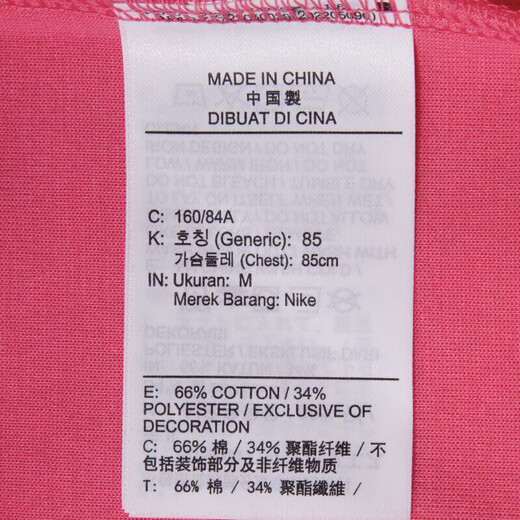 MADE IN CHINA
中国製
DIBUAT DI CINA
C: 160/84A
K: 호칭 (Generic): 85
가슴둘레 (Chest): 85cm
IN: Ukuran: M
Merek Barang: Nike
E: 66% COTTON / 34%
POLYESTER / EXCLUSIVE OF
DECORATION
C: 66% 棉 / 34% 聚酯纤维 / 不
包括装饰部分及非纤维物质
T: 66% 棉 / 34% 聚酯纖維 /